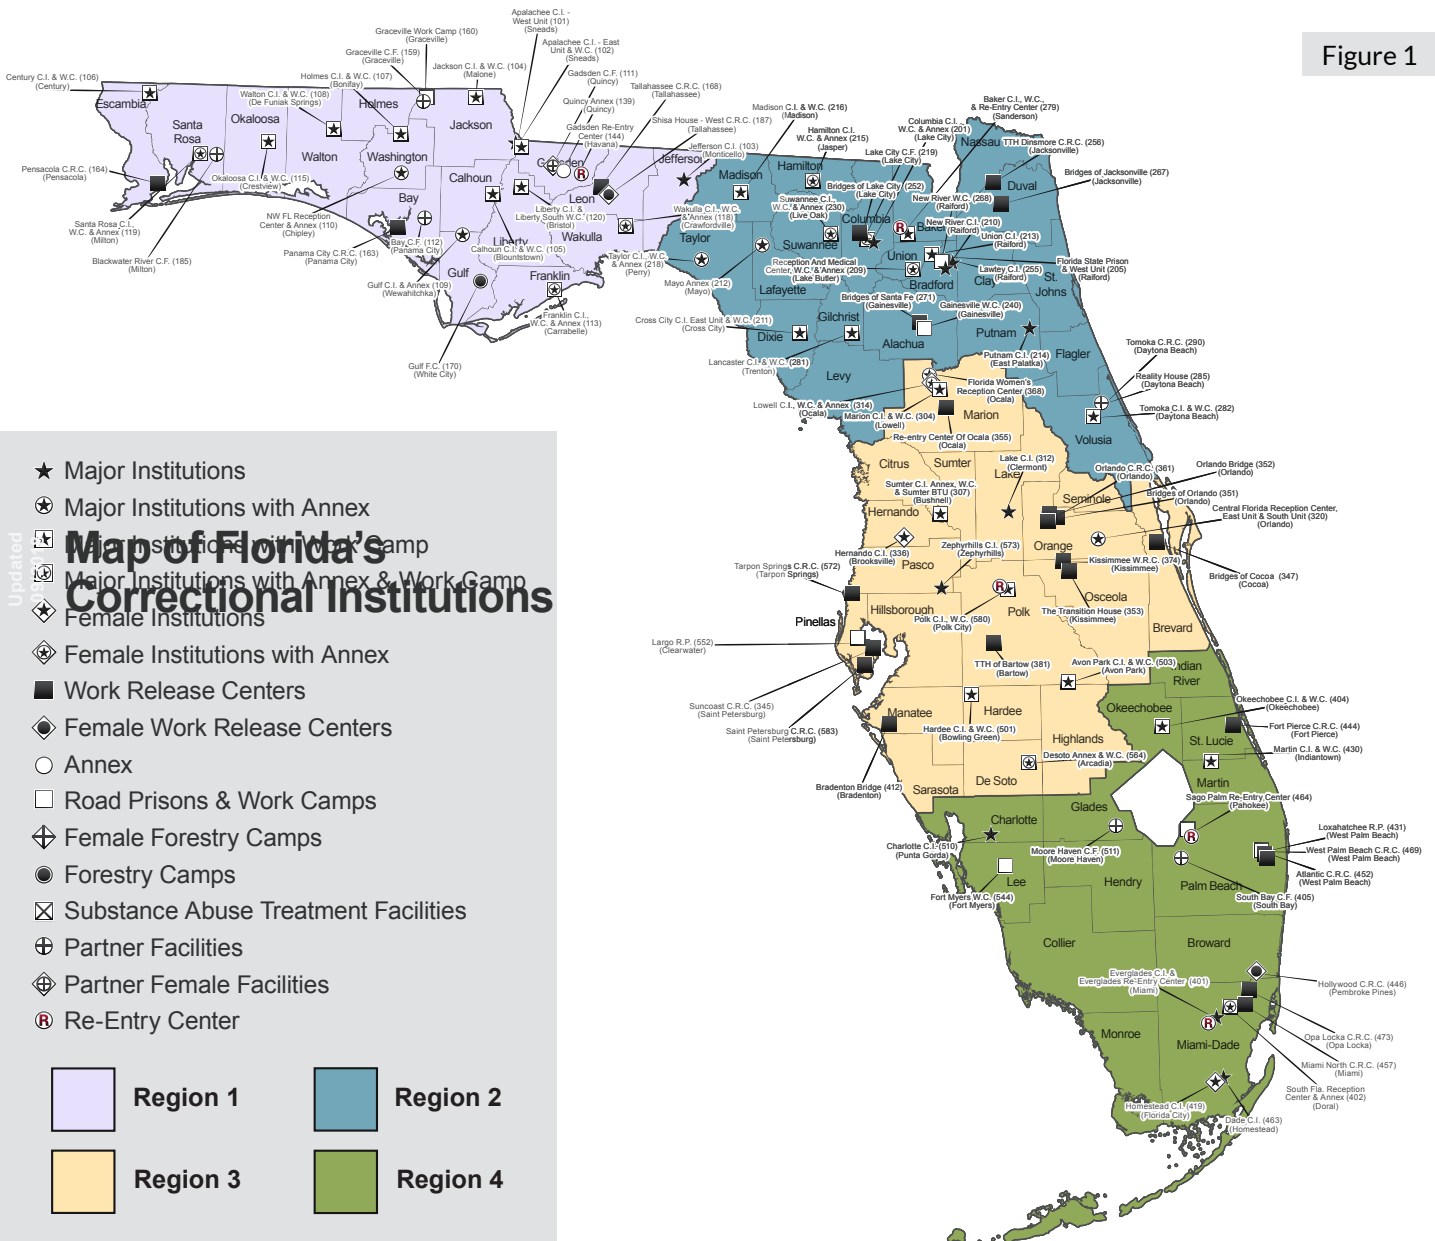 Figure 1
Apalachee C.I. -
West Unit (101)
(Sneads)
Graceville Work Camp (160)
(Graceville)
Apalachee C.I. - East
Unit & W.C. (102)
(Sneads)
Graceville C.F. (159)
(Graceville)
Jackson C.I. & W.C. (104)
(Malone)
Century C.I. & W.C. (106)
(Century)
Holmes C.I. & W.C. (107)
(Bonifay)
Gadsden C.F. (111)
(Quincy)
Tallahassee C.R.C. (168)
(Tallahassee)
Walton C.I. & W.C. (108)
(De Funiak Springs)
Quincy Annex (139)
(Quincy)
Shisa House - West C.R.C. (187)
(Tallahassee)
Gadsden Re-Entry
Center (144)
(Havana)
Jefferson C.I. (103)
(Monticello)
Pensacola C.R.C. (164)
(Pensacola)
Okaloosa C.I. & W.C. (115)
(Crestview)
Santa Rosa C.I.,
W.C. & Annex (119)
(Milton)
Blackwater River C.F. (185)
(Milton)
NW FL Reception
Center & Annex (110)
(Chipley)
Panama City C.R.C. (163)
(Panama City)
Bay C.F. (112)
(Panama City)
Gulf C.I. & Annex (109)
(Wewahitchka)
Calhoun C.I. & W.C. (105)
(Blountstown)
Liberty C.I. &
Liberty South W.C. (120)
(Bristol)
Wakulla C.I., W.C.
& Annex (118)
(Crawfordville)
Franklin C.I.,
W.C. & Annex (113)
(Carrabelle)
Gulf F.C. (170)
(White City)
Escambia
Santa
Rosa
Okaloosa
Walton
Holmes
Washington
Jackson
Bay
Calhoun
Gulf
Liberty
Gadsden
Leon
Wakulla
Franklin
Jefferson
Madison C.I. & W.C. (216)
(Madison)
Hamilton C.I.
W.C. & Annex (215)
(Jasper)
Columbia C.I.
W.C. & Annex (201)
(Lake City)
Baker C.I., W.C.,
& Re-Entry Center (279)
(Sanderson)
Lake City C.F. (219)
(Lake City)
TTH Dinsmore C.R.C. (256)
(Jacksonville)
Bridges of Jacksonville (267)
(Jacksonville)
Bridges of Lake City (252)
(Lake City)
Suwannee C.I.,
W.C. & Annex (230)
(Live Oak)
New River W.C. (268)
(Raiford)
New River C.I. (210)
(Raiford)
Union C.I. (213)
(Raiford)
Florida State Prison
& West Unit (205)
(Raiford)
Lawtey C.I. (255)
(Raiford)
Reception And Medical
Center, W.C. & Annex (209)
(Lake Butler)
Taylor C.I., W.C.
& Annex (218)
(Perry)
Mayo Annex (212)
(Mayo)
Bridges of Santa Fe (271)
(Gainesville)
Gainesville W.C. (240)
(Gainesville)
Cross City C.I. East Unit & W.C. (211)
(Cross City)
Lancaster C.I. & W.C. (281)
(Trenton)
Putnam C.I. (214)
(East Palatka)
Tomoka C.R.C. (290)
(Daytona Beach)
Reality House (285)
(Daytona Beach)
Tomoka C.I. & W.C. (282)
(Daytona Beach)
Madison
Hamilton
Taylor
Suwannee
Columbia
Baker
Nassau
Duval
Union
Bradford
Clay
St.
Johns
Lafayette
Dixie
Gilchrist
Alachua
Putnam
Flagler
Levy
Volusia
Florida Women's
Reception Center (368)
(Ocala)
Lowell C.I., W.C. & Annex (314)
(Ocala)
Marion C.I. & W.C. (304)
(Lowell)
Re-entry Center Of Ocala (355)
(Ocala)
Lake C.I. (312)
(Clermont)
Sumter C.I. Annex, W.C.
& Sumter BTU (307)
(Bushnell)
Orlando C.R.C. (361)
(Orlando)
Orlando Bridge (352)
(Orlando)
Bridges of Orlando (351)
(Orlando)
Central Florida Reception Center,
East Unit & South Unit (320)
(Orlando)
Hernando C.I. (336)
(Brooksville)
Zephyrhills C.I. (573)
(Zephyrhills)
Kissimmee W.R.C. (374)
(Kissimmee)
Bridges of Cocoa (347)
(Cocoa)
Tarpon Springs C.R.C. (572)
(Tarpon Springs)
Polk C.I., W.C. (580)
(Polk City)
The Transition House (353)
(Kissimmee)
Largo R.P. (552)
(Clearwater)
TTH of Bartow (381)
(Bartow)
Avon Park C.I. & W.C. (503)
(Avon Park)
Suncoast C.R.C. (345)
(Saint Petersburg)
Saint Petersburg C.R.C. (583)
(Saint Petersburg)
Hardee C.I. & W.C. (501)
(Bowling Green)
Desoto Annex & W.C. (564)
(Arcadia)
Bradenton Bridge (412)
(Bradenton)
Marion
Citrus
Sumter
Lake
Seminole
Hernando
Orange
Pasco
Osceola
Hillsborough
Polk
Pinellas
Brevard
Manatee
Hardee
Highlands
Sarasota
De Soto
Indian
River
Okeechobee
St. Lucie
Martin
Glades
Charlotte
Lee
Hendry
Palm Beach
Collier
Broward
Monroe
Miami-Dade
Okeechobee C.I. & W.C. (404)
(Okeechobee)
Fort Pierce C.R.C. (444)
(Fort Pierce)
Martin C.I. & W.C. (430)
(Indiantown)
Sago Palm Re-Entry Center (464)
(Pahokee)
Loxahatchee R.P. (431)
(West Palm Beach)
West Palm Beach C.R.C. (469)
(West Palm Beach)
Atlantic C.R.C. (452)
(West Palm Beach)
South Bay C.F. (405)
(South Bay)
Charlotte C.I. (510)
(Punta Gorda)
Moore Haven C.F. (511)
(Moore Haven)
Fort Myers W.C. (544)
(Fort Myers)
Everglades C.I. &
Everglades Re-Entry Center (401)
(Miami)
Hollywood C.R.C. (446)
(Pembroke Pines)
Opa Locka C.R.C. (473)
(Opa Locka)
Miami North C.R.C. (457)
(Miami)
South Fla. Reception
Center & Annex (402)
(Doral)
Homestead C.I. (419)
(Florida City)
Dade C.I. (463)
(Homestead)
Map of Florida's
Correctional Institutions
Updated
Major Institutions
Major Institutions with Annex
Major Institutions with Work Camp
Major Institutions with Annex & Work Camp
Female Institutions
Female Institutions with Annex
Work Release Centers
Female Work Release Centers
Annex
Road Prisons & Work Camps
Female Forestry Camps
Forestry Camps
Substance Abuse Treatment Facilities
Partner Facilities
Partner Female Facilities
R Re-Entry Center
Region 1
Region 2
Region 3
Region 4